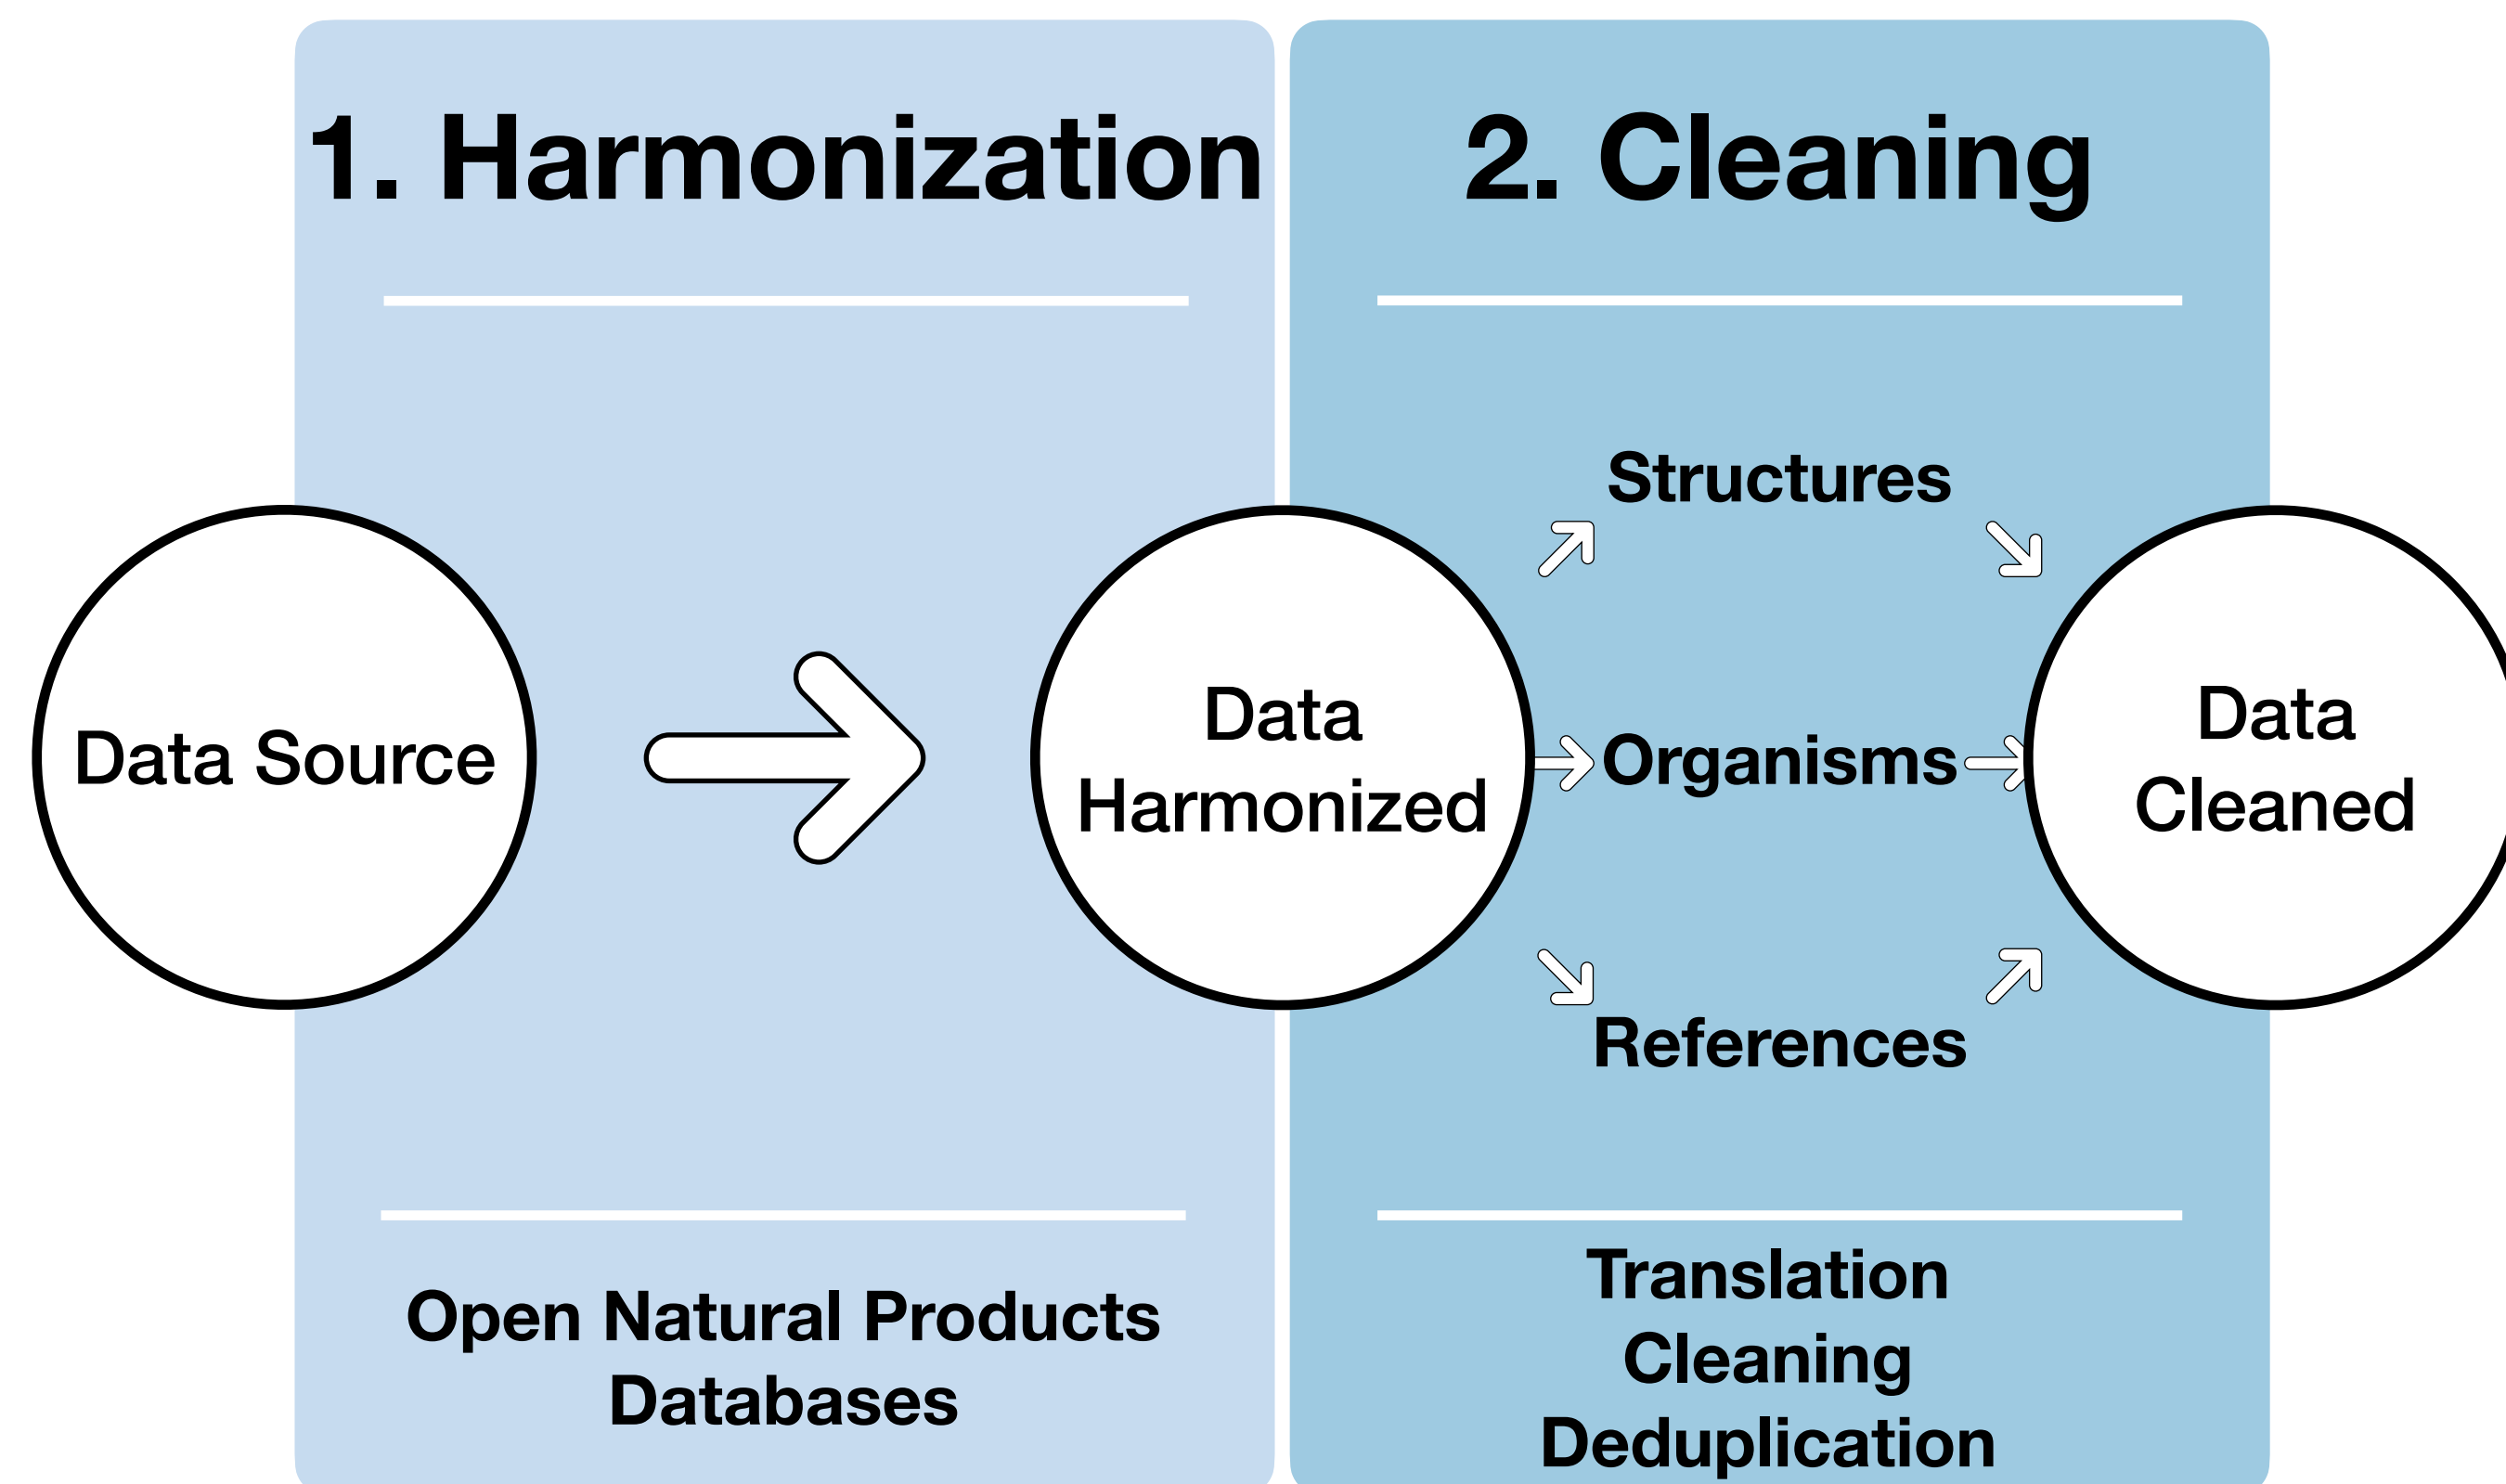 1. Harmonization
2. Cleaning
Data Source
Data
Harmonized
Structures
Organisms
References
Data
Cleaned
Open Natural Products
Databases
Translation
Cleaning
Deduplication